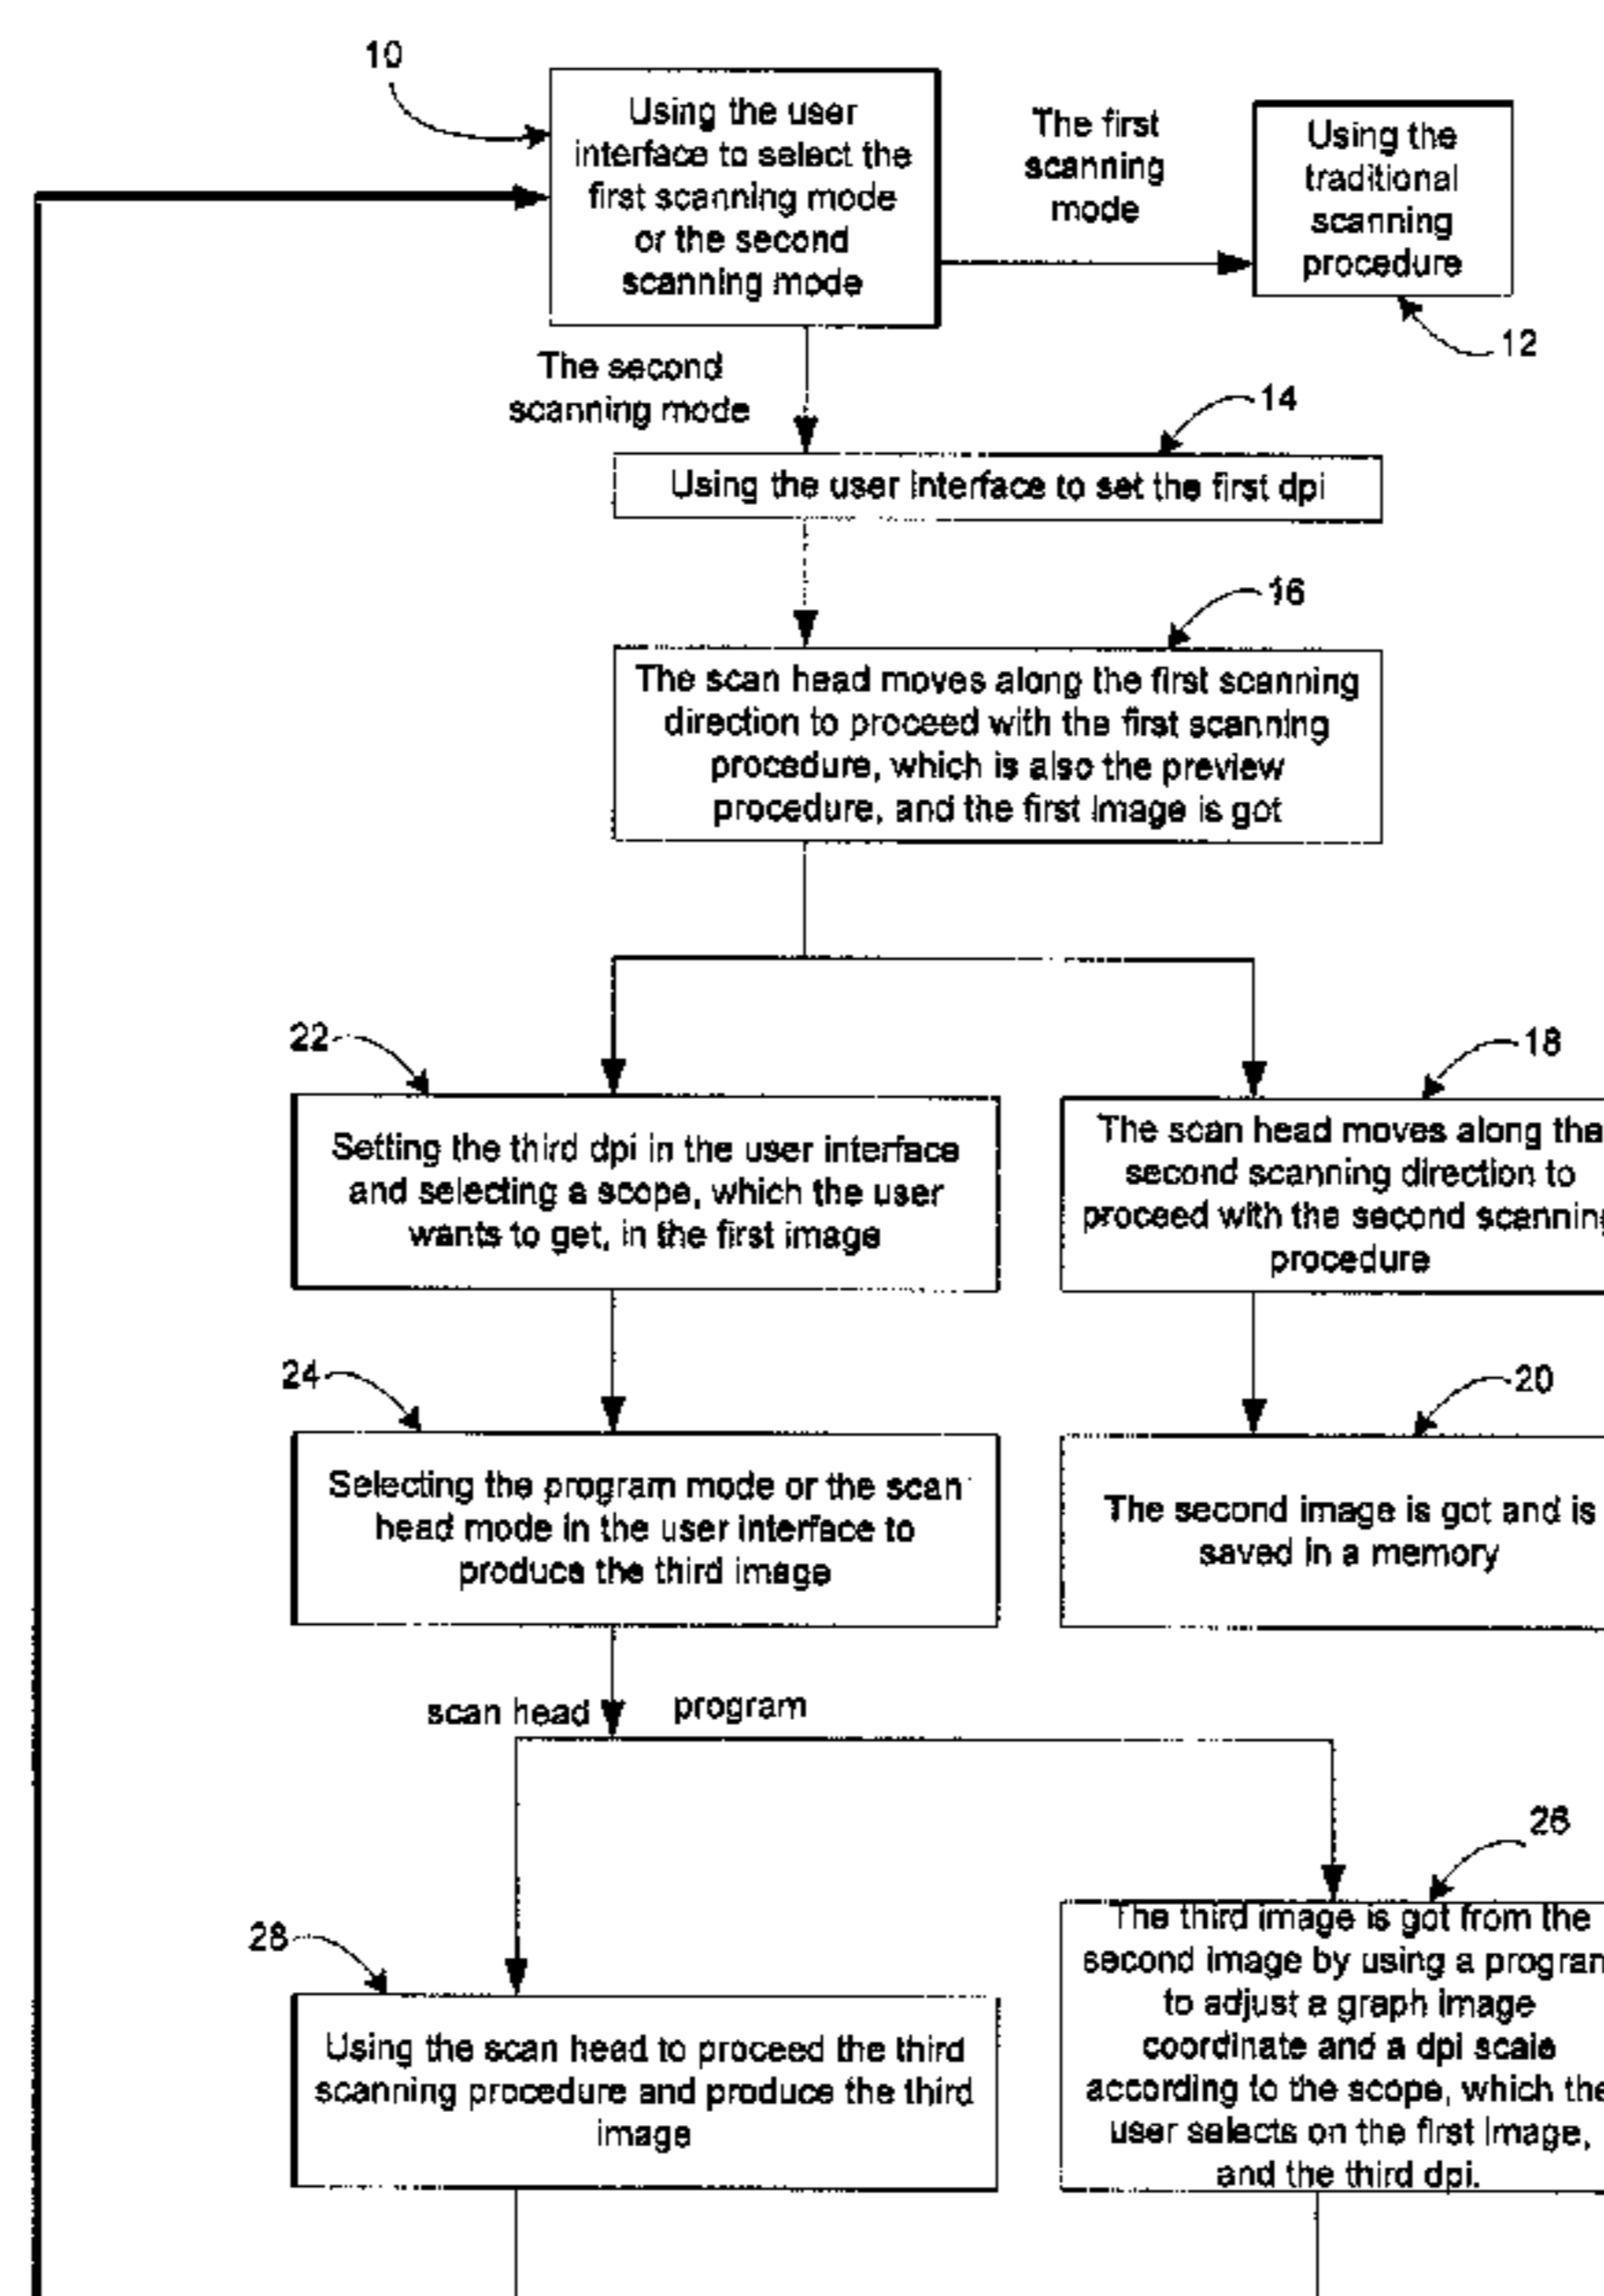 10
Using the user
interface to select the
first scanning mode
or the second
scanning mode
The first
scanning
mode
Using the
traditional
scanning
procedure
12
The second
scanning mode
14
Using the user interface to set the first dpi
16
The scan head moves along the first scanning
direction to proceed with the first scanning
procedure, which is also the preview
procedure, and the first image is got
22
Setting the third dpi in the user interface
and selecting a scope, which the user
wants to get, in the first image
18
The scan head moves along the
second scanning direction to
proceed with the second scanning
procedure
24
Selecting the program mode or the scan
head mode in the user interface to
produce the third image
20
The second image is got and is
saved in a memory
scan head
program
28
Using the scan head to proceed the third
scanning procedure and produce the third
image
26
The third image is got from the
second image by using a program
to adjust a graph image
coordinate and a dpi scale
according to the scope, which the
user selects on the first image,
and the third dpi.